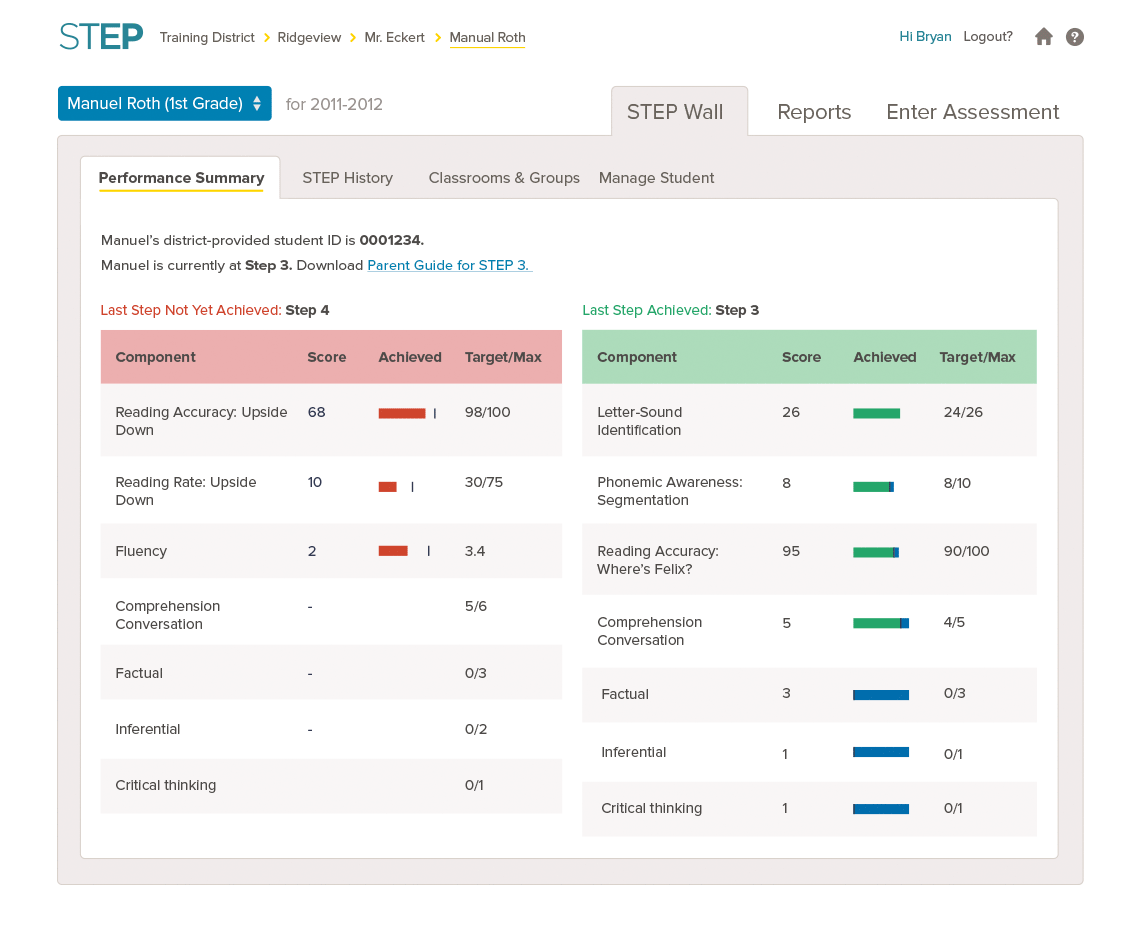 STEP Training District Ridgeview Mr. Eckert Manual Roth Hi Bryan Logout? ?
Manuel Roth (1st Grade) for 2011-2012 STEP Wall Reports Enter Assessment
Performance Summary STEP History Classrooms & Groups Manage Student
Manuel's district-provided student ID is 0001234.
Manuel is currently at Step 3. Download Parent Guide for STEP 3.
Last Step Not Yet Achieved: Step 4
Component Score Achieved Target/Max
Reading Accuracy: Upside 68 98/100
Down
Reading Rate: Upside 10 30/75
Down
Fluency 2 3.4
Comprehension - 5/6
Conversation
Factual - 0/3
Inferential - 0/2
Critical thinking 0/1
Last Step Achieved: Step 3
Component Score Achieved Target/Max
Letter-Sound 26 24/26
Identification
Phonemic Awareness: 8 8/10
Segmentation
Reading Accuracy: 95 90/100
Where's Felix?
Comprehension 5 4/5
Conversation
Factual 3 0/3
Inferential 1 0/1
Critical thinking 1 0/1